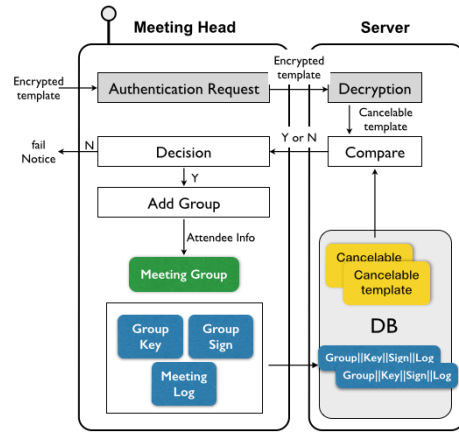 Meeting Head
Server
Encrypted
template
Authentication Request
Encrypted
template
Decryption
Cancelable
template
fail
Notice
N
Decision
Y or N
Compare
Y
Add Group
Attendee Info
Meeting Group
Cancelable
Cancelable
template
DB
Group
Key
Group
Sign
Meeting
Log
Group||Key||Sign||Log
Group||Key||Sign||Log